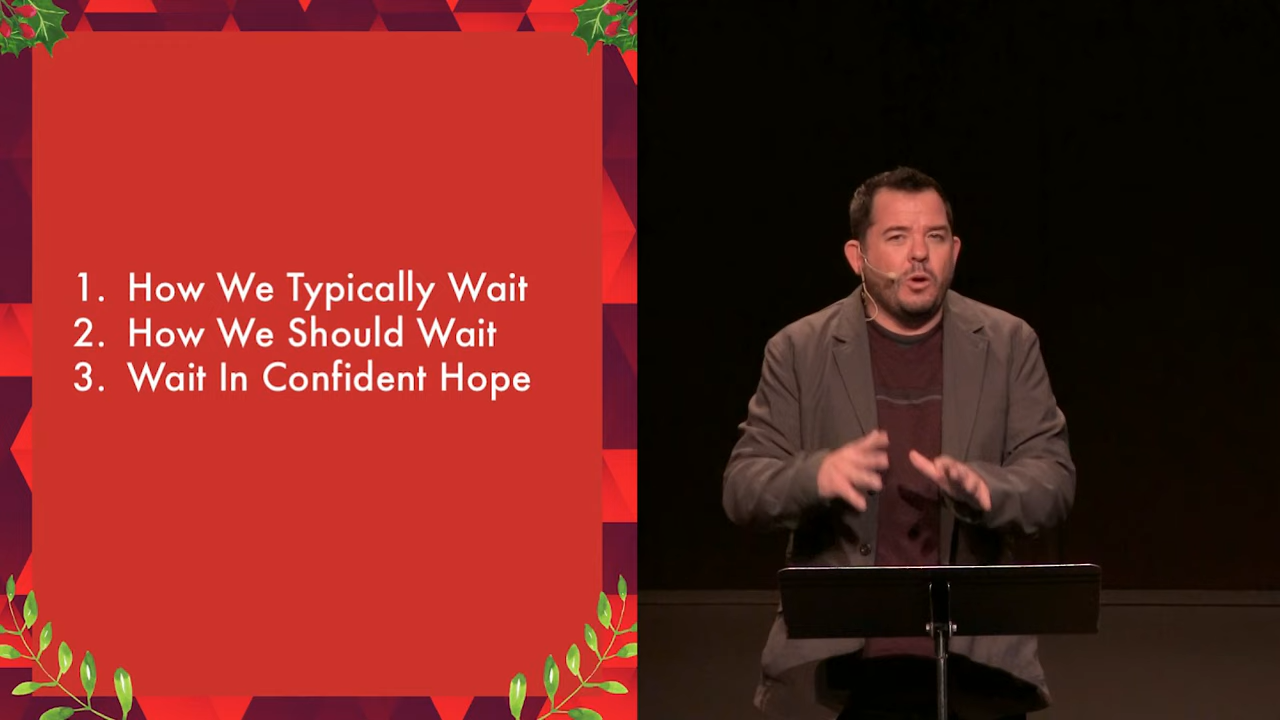 1. How We Typically Wait
2. How We Should Wait
3. Wait In Confident Hope